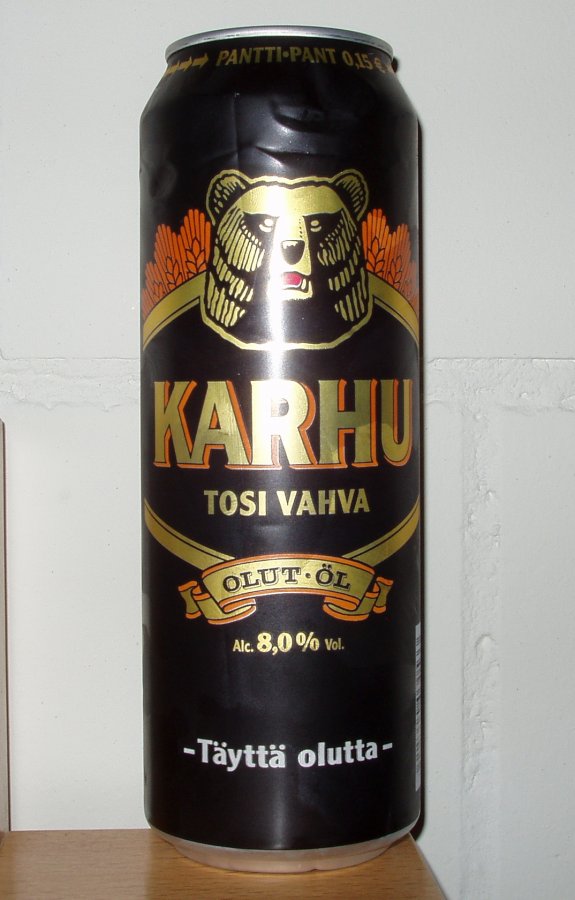 PANTTI·PANT 0,15 €
KARHU
TOSI VAHVA
OLUT·ÖL
Alc. 8,0% Vol.
-Täyttä olutta-